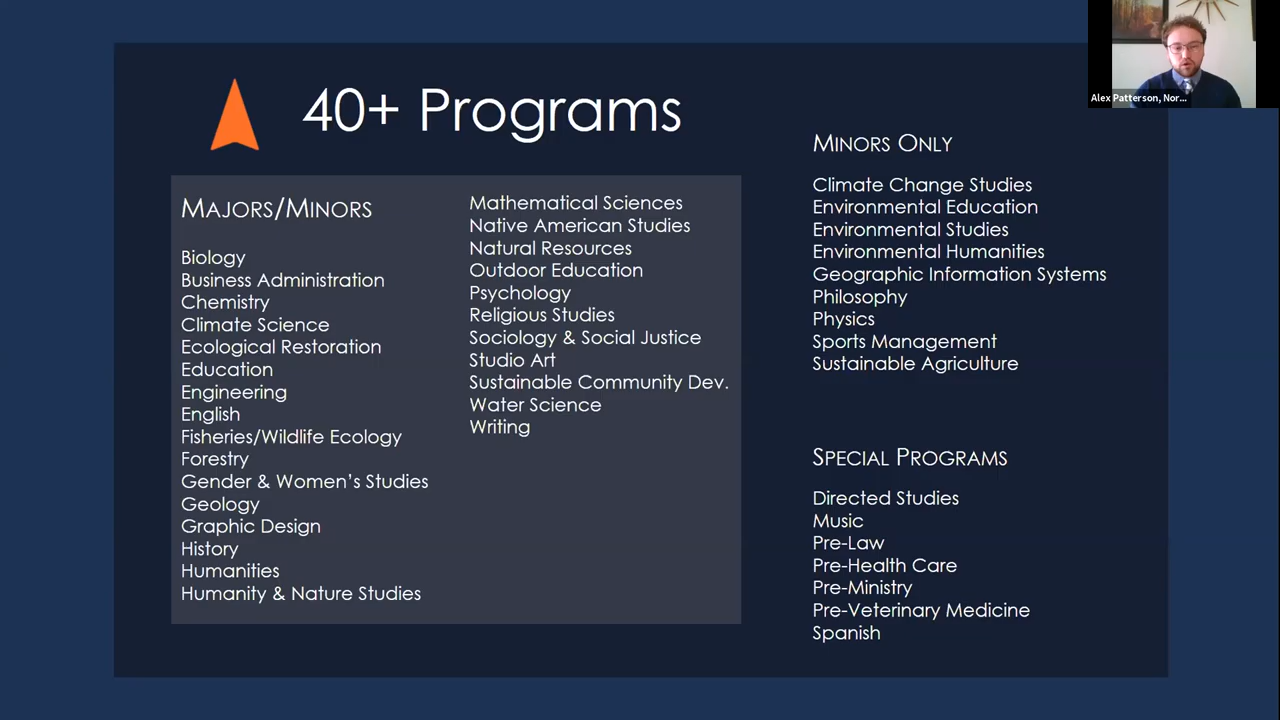 40+ Programs
MAJORS/MINORS
Biology
Business Administration
Chemistry
Climate Science
Ecological Restoration
Education
Engineering
English
Fisheries/Wildlife Ecology
Forestry
Gender & Women's Studies
Geology
Graphic Design
History
Humanities
Humanity & Nature Studies
Mathematical Sciences
Native American Studies
Natural Resources
Outdoor Education
Psychology
Religious Studies
Sociology & Social Justice
Studio Art
Sustainable Community Dev.
Water Science
Writing
MINORS ONLY
Climate Change Studies
Environmental Education
Environmental Studies
Environmental Humanities
Geographic Information Systems
Philosophy
Physics
Sports Management
Sustainable Agriculture
SPECIAL PROGRAMS
Directed Studies
Music
Pre-Law
Pre-Health Care
Pre-Ministry
Pre-Veterinary Medicine
Spanish
Alex Patterson, Nor...